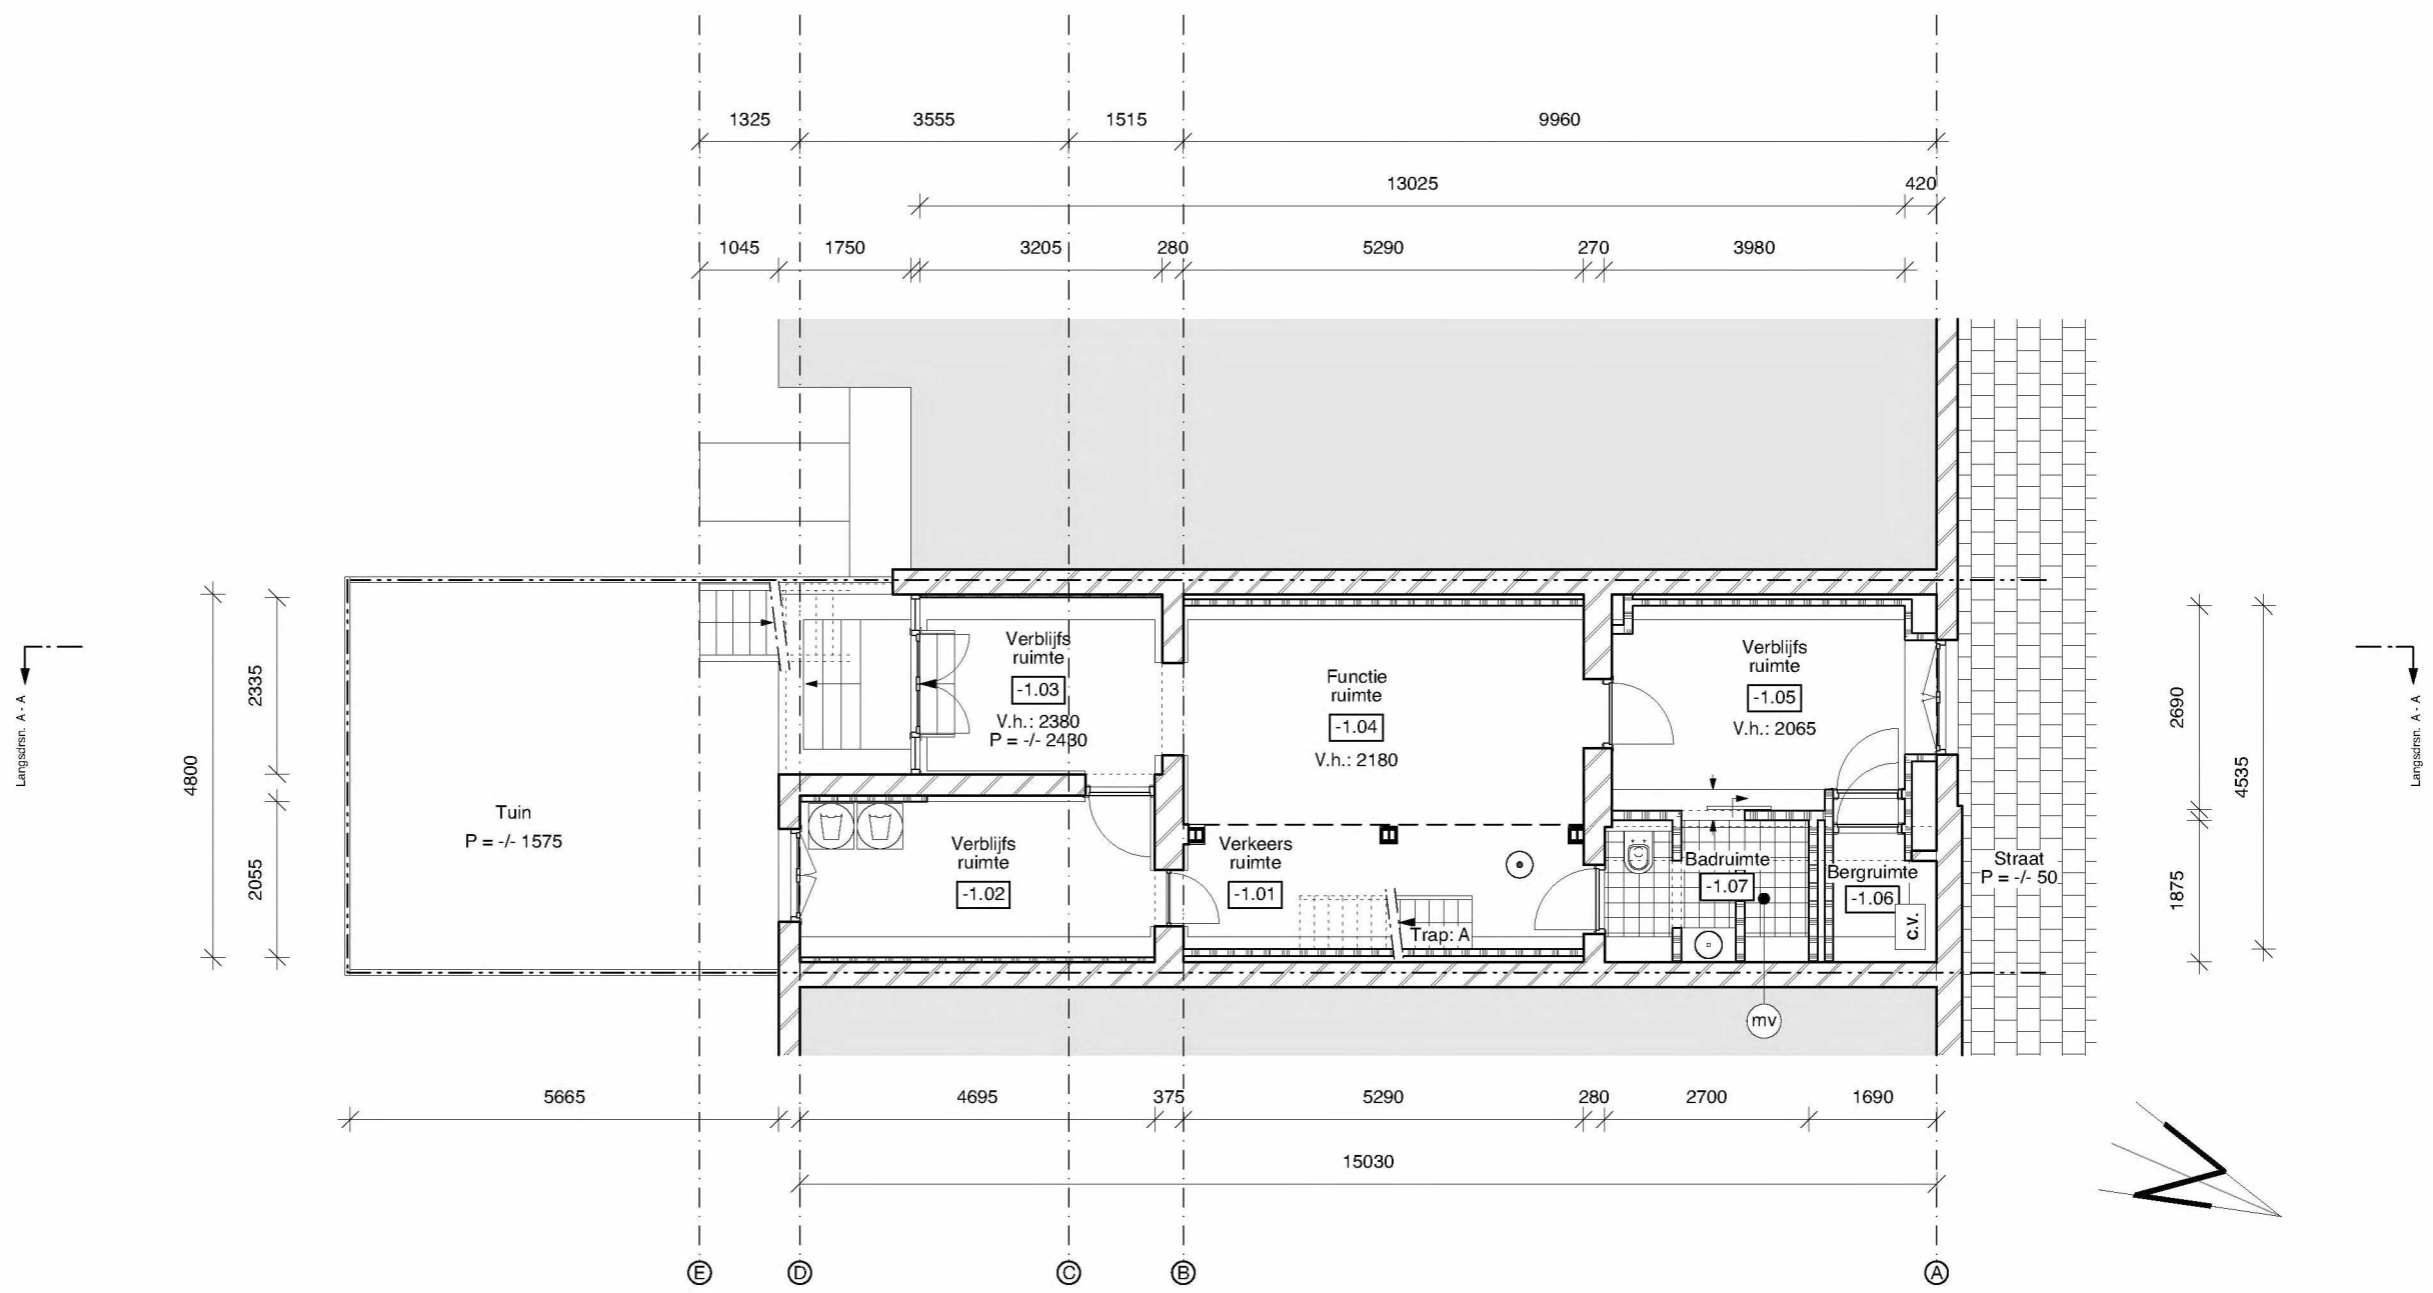 1325
3555
1515
9960
13025
420
1045
1750
3205
280
5290
270
3980
Verblijfs
ruimte
-1.03
V.h.: 2380
P = -/- 2430
Functie
ruimte
-1.04
V.h.: 2180
Verblijfs
ruimte
-1.05
V.h.: 2065
Langsdrsn. A - A
4800
2335
2055
Tuin
P = -/- 1575
Verblijfs
ruimte
-1.02
Verkeers
ruimte
-1.01
Trap: A
Badruimte
-1.07
Bergruimte
-1.06
c.v.
Straat
P = -/- 50
2690
1875
4535
Langsdrsn. A - A
mv
5665
4695
375
5290
280
2700
1690
15030
E
D
C
B
A